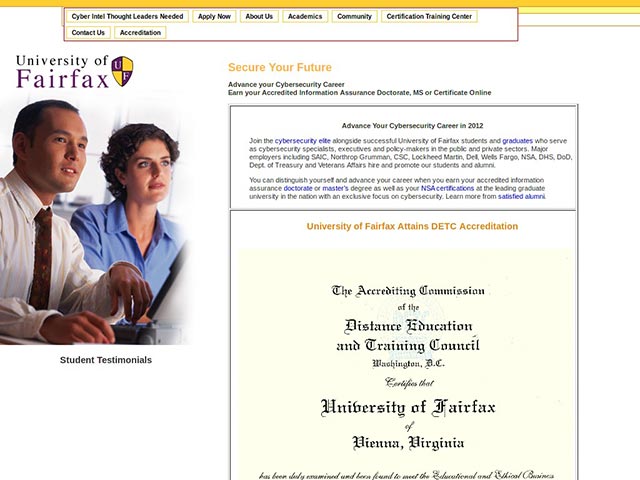 Cyber Intel Thought Leaders Needed
Apply Now
About Us
Academics
Community
Certification Training Center
Contact Us
Accreditation
University of
Fairfax
U
F
Secure Your Future
Advance your Cybersecurity Career
Earn your Accredited Information Assurance Doctorate, MS or Certificate Online
Advance Your Cybersecurity Career in 2012
Join the cybersecurity elite alongside successful University of Fairfax students and graduates who serve
as cybersecurity specialists, executives and policy-makers in the public and private sectors. Major
employers including SAIC, Northrop Grumman, CSC, Lockheed Martin, Dell, Wells Fargo, NSA, DHS, DoD,
Dept. of Treasury and Veterans Affairs hire and promote our students and alumni.
You can distinguish yourself and advance your career when you earn your accredited information
assurance doctorate or master's degree as well as your NSA certifications at the leading graduate
university in the nation with an exclusive focus on cybersecurity. Learn more from satisfied alumni.
University of Fairfax Attains DETC Accreditation
The Accrediting Commission
of the
Distance Education
and Training Council
Washington, D.C.
Certifies that
University of Fairfax
of
Vienna, Virginia
has been duly examined and been found to meet the Educational and Ethical Business
Student Testimonials